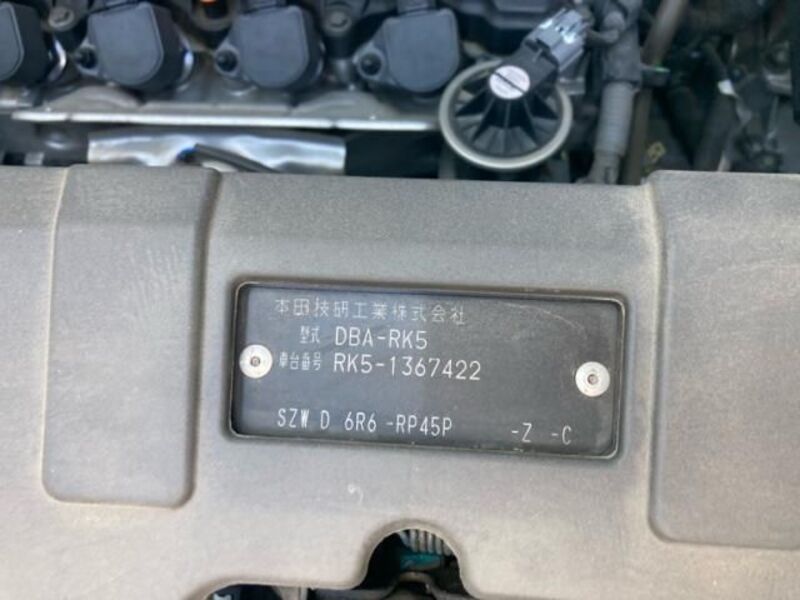 本田技研工業株式会社
型式 DBA-RK5
車台番号 RK5-1367422
SZW D 6R6 -RP45P -Z -C